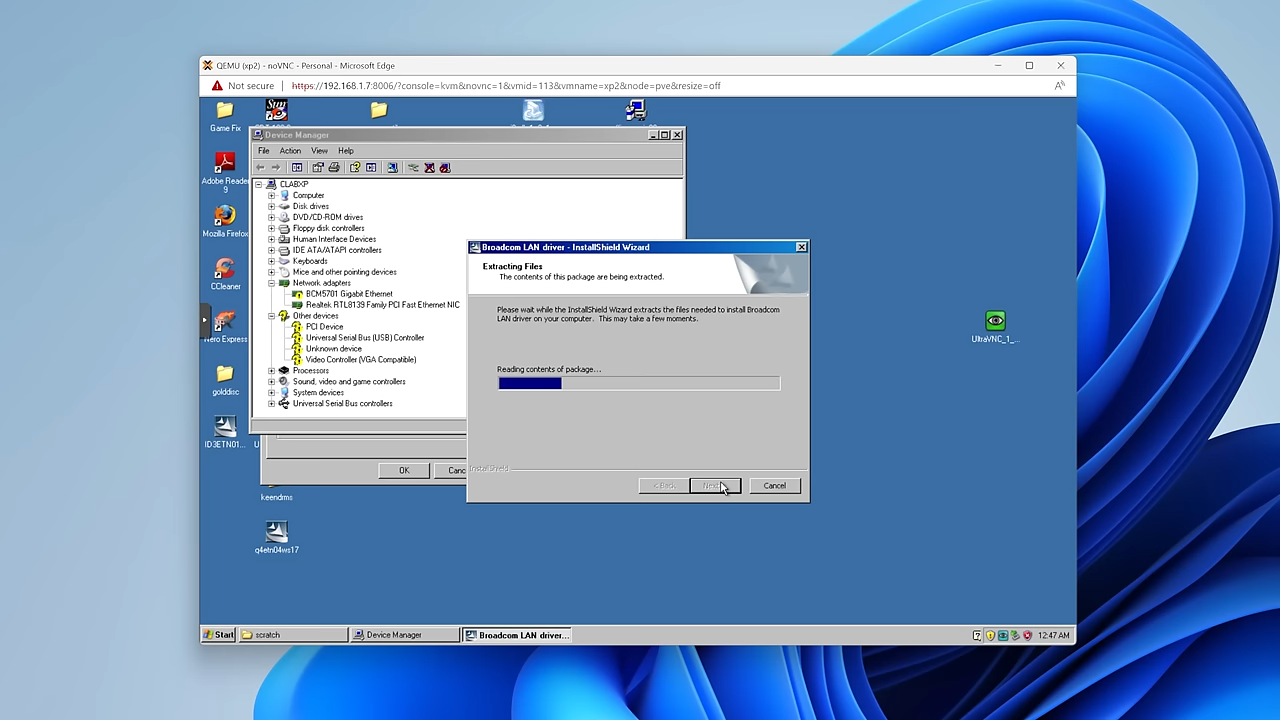 QEMU (xp2) - noVNC - Personal - Microsoft Edge
Not secure
https://192.168.1.7:8006/?console=kvm&novnc=1&vmid=113&vmname=xp2&node=pve&resize=off
Game Fix
Adobe Reader
9
Mozilla Firefox
CCleaner
Nero Express
golddisc
ID3ETN01...
keendrms
q4etn04ws17
UltraVNC_1_...
Device Manager
File Action View Help
CLABXP
Computer
Disk drives
DVD/CD-ROM drives
Floppy disk controllers
Human Interface Devices
IDE ATA/ATAPI controllers
Keyboards
Mice and other pointing devices
Network adapters
BCM5701 Gigabit Ethernet
Realtek RTL8139 Family PCI Fast Ethernet NIC
Other devices
PCI Device
Universal Serial Bus (USB) Controller
Unknown device
Video Controller (VGA Compatible)
Processors
Sound, video and game controllers
System devices
Universal Serial Bus controllers
OK
Broadcom LAN driver - InstallShield Wizard
Extracting Files
The contents of this package are being extracted.
Please wait while the InstallShield Wizard extracts the files needed to install Broadcom
LAN driver on your computer. This may take a few moments.
Reading contents of package...
InstallShield
< Back
Next
Cancel
Start
scratch
Device Manager
Broadcom LAN driver...
12:47 AM